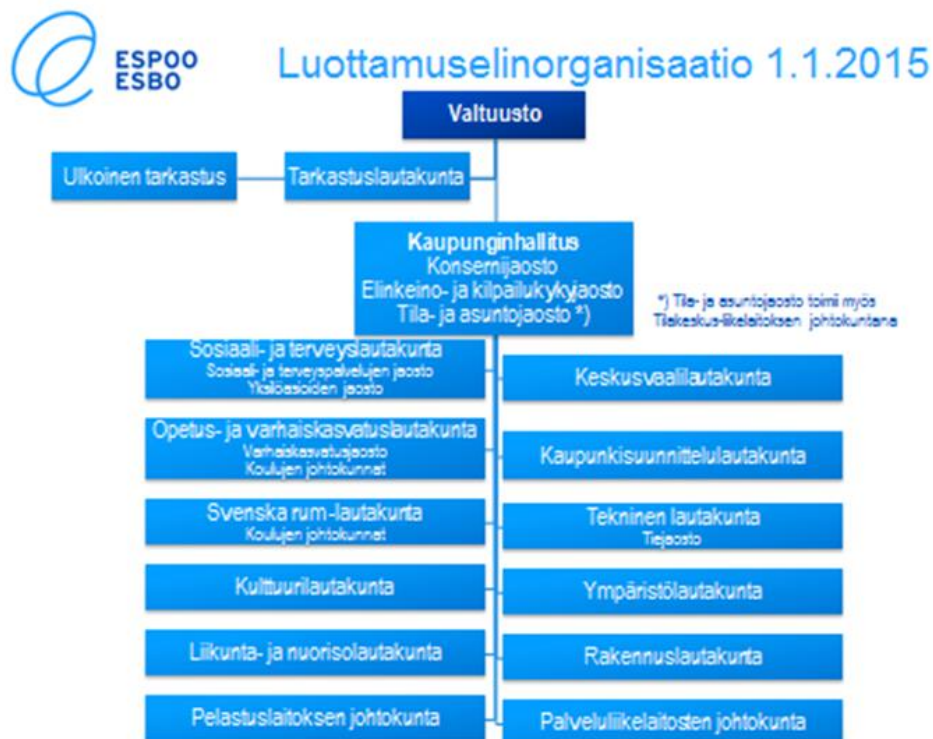 ESPOO
ESBO
Luottamuselinorganisaatio 1.1.2015
Valtuusto
Ulkoinen tarkastus
Tarkastuslautakunta
Kaupunginhallitus
Konsernijaosto
Elinkeino- ja kilpailukykyjaosto
Tila- ja asuntojaosto *)
*) Tila- ja asuntojaosto toimii myös
Tilakeskus-liikelaitoksen johtokuntana
Sosiaali- ja terveyslautakunta
Sosiaali- ja terveyspalvelujen jaosto
Yksilöasioiden jaosto
Keskusvaalilautakunta
Opetus- ja varhaiskasvatuslautakunta
Varhaiskasvatusjaosto
Koulujen johtokunnat
Kaupunkisuunnittelulautakunta
Svenska rum -lautakunta
Koulujen johtokunnat
Tekninen lautakunta
Tiejaosto
Kulttuurilautakunta
Ympäristölautakunta
Liikunta- ja nuorisolautakunta
Rakennuslautakunta
Pelastuslaitoksen johtokunta
Palveluliikelaitosten johtokunta